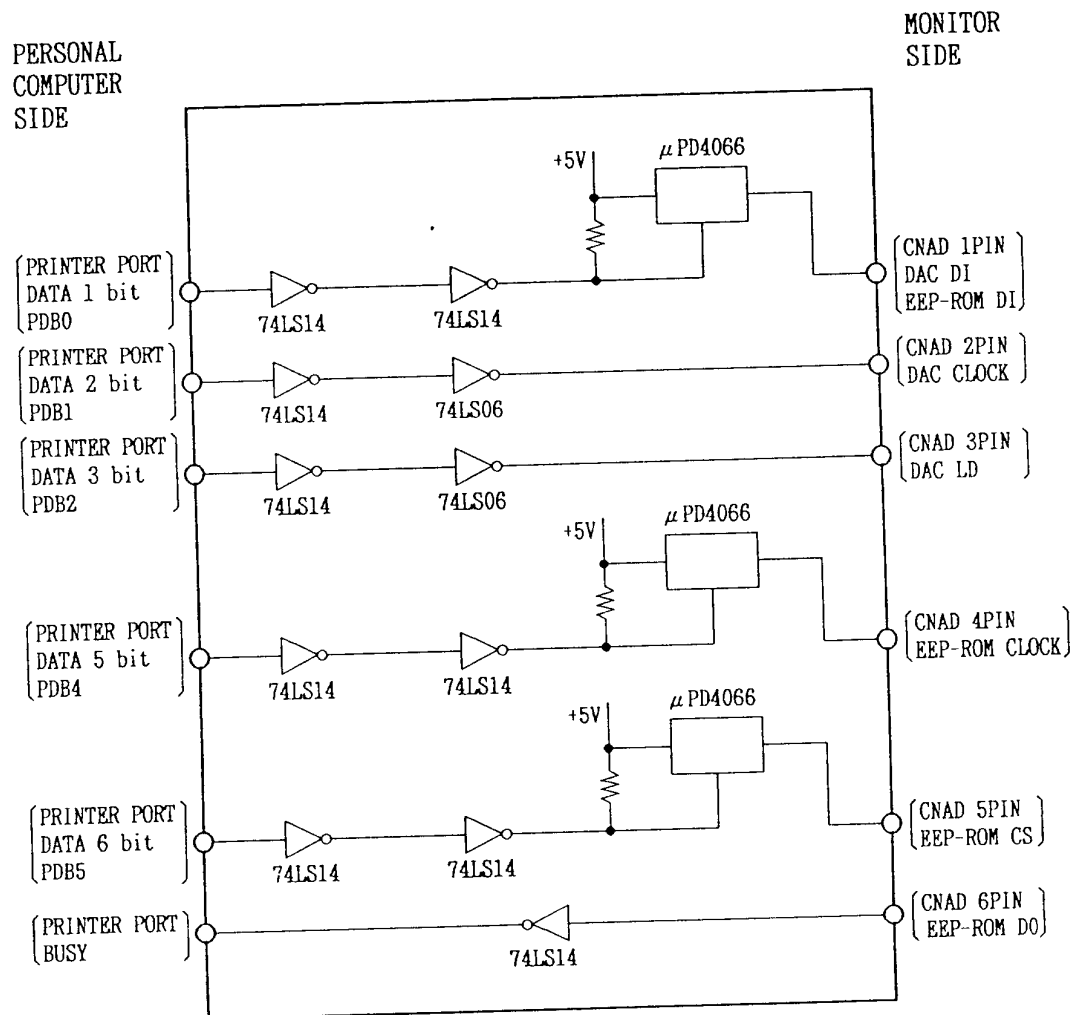 PERSONAL
COMPUTER
SIDE
MONITOR
SIDE
+5V
μPD4066
PRINTER PORT
DATA 1 bit
PDB0
74LS14
74LS14
CNAD 1PIN
DAC DI
EEP-ROM DI
PRINTER PORT
DATA 2 bit
PDB1
74LS14
74LS06
CNAD 2PIN
DAC CLOCK
PRINTER PORT
DATA 3 bit
PDB2
74LS14
74LS06
CNAD 3PIN
DAC LD
+5V
μPD4066
PRINTER PORT
DATA 5 bit
PDB4
74LS14
74LS14
CNAD 4PIN
EEP-ROM CLOCK
+5V
μPD4066
PRINTER PORT
DATA 6 bit
PDB5
74LS14
74LS14
CNAD 5PIN
EEP-ROM CS
PRINTER PORT
BUSY
74LS14
CNAD 6PIN
EEP-ROM DO